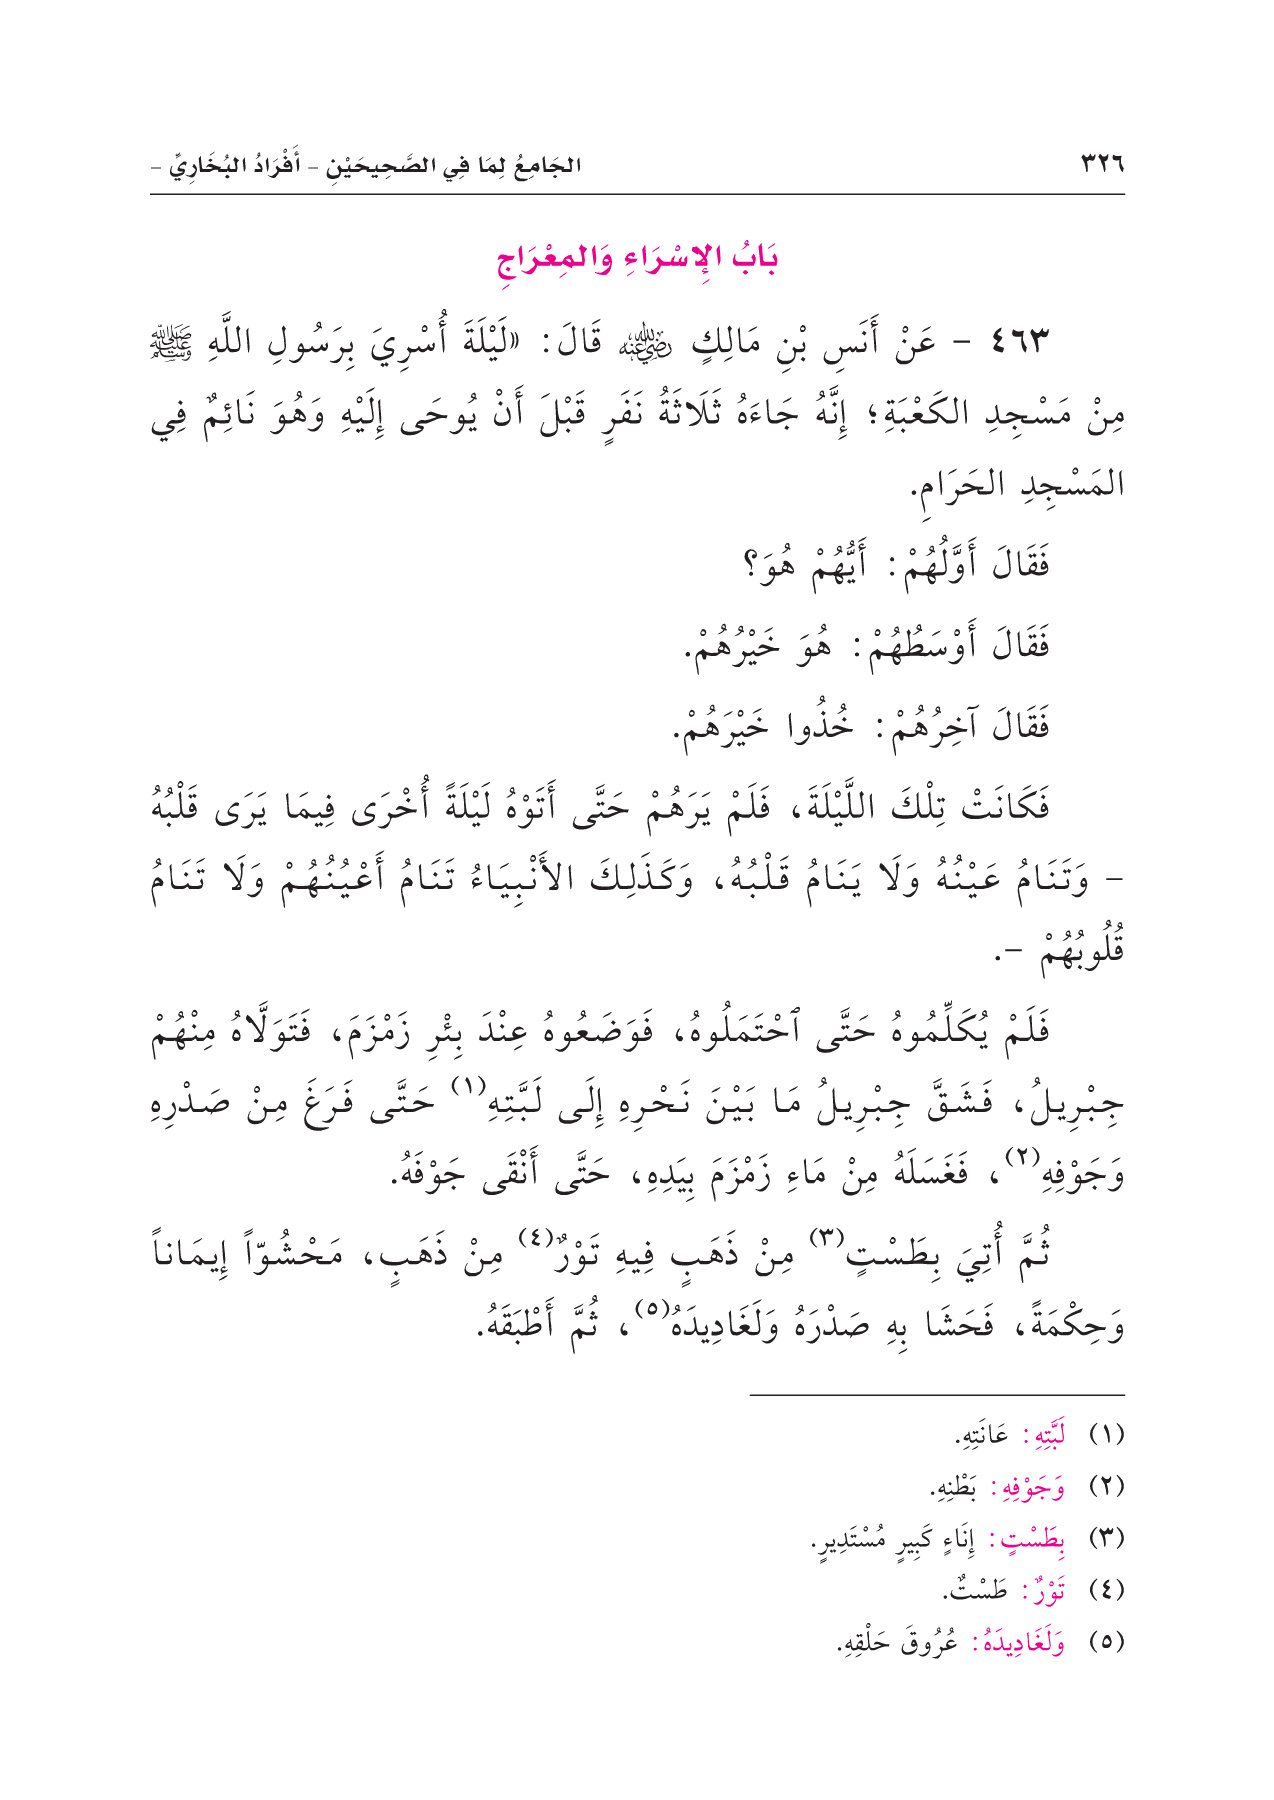 ٣٢٦
الجَامِعُ لِمَا فِي الصَّحِيحَيْنِ – أَفْرَادُ البُخَارِيِّ –
بَابُ الإِسْرَاءِ وَالمِعْرَاجِ
٤٦٣ – عَنْ أَنَسِ بْنِ مَالِكٍ رضي الله عنه قَالَ: «لَيْلَةَ أُسْرِيَ بِرَسُولِ اللَّهِ ﷺ
مِنْ مَسْجِدِ الكَعْبَةِ؛ إِنَّهُ جَاءَهُ ثَلَاثَةُ نَفَرٍ قَبْلَ أَنْ يُوحَى إِلَيْهِ وَهُوَ نَائِمٌ فِي
المَسْجِدِ الحَرَامِ.
فَقَالَ أَوَّلُهُمْ: أَيُّهُمْ هُوَ؟
فَقَالَ أَوْسَطُهُمْ: هُوَ خَيْرُهُمْ.
فَقَالَ آخِرُهُمْ: خُذُوا خَيْرَهُمْ.
فَكَانَتْ تِلْكَ اللَّيْلَةَ، فَلَمْ يَرَهُمْ حَتَّى أَتَوْهُ لَيْلَةً أُخْرَى فِيمَا يَرَى قَلْبُهُ
– وَتَنَامُ عَيْنُهُ وَلَا يَنَامُ قَلْبُهُ، وَكَذَلِكَ الأَنْبِيَاءُ تَنَامُ أَعْيُنُهُمْ وَلَا تَنَامُ
قُلُوبُهُمْ –.
فَلَمْ يُكَلِّمُوهُ حَتَّى ٱحْتَمَلُوهُ، فَوَضَعُوهُ عِنْدَ بِئْرِ زَمْزَمَ، فَتَوَلَّاهُ مِنْهُمْ
جِبْرِيلُ، فَشَقَّ جِبْرِيلُ مَا بَيْنَ نَحْرِهِ إِلَى لَبَّتِهِ(١) حَتَّى فَرَغَ مِنْ صَدْرِهِ
وَجَوْفِهِ(٢)، فَغَسَلَهُ مِنْ مَاءِ زَمْزَمَ بِيَدِهِ، حَتَّى أَنْقَى جَوْفَهُ.
ثُمَّ أُتِيَ بِطَسْتٍ(٣) مِنْ ذَهَبٍ فِيهِ تَوْرٌ(٤) مِنْ ذَهَبٍ، مَحْشُوّاً إِيمَاناً
وَحِكْمَةً، فَحَشَا بِهِ صَدْرَهُ وَلَغَادِيدَهُ(٥)، ثُمَّ أَطْبَقَهُ.
(١) لَبَّتِهِ: عَانَتِهِ.
(٢) وَجَوْفِهِ: بَطْنِهِ.
(٣) بِطَسْتٍ: إِنَاءٍ كَبِيرٍ مُسْتَدِيرٍ.
(٤) تَوْرٌ: طَسْتٌ.
(٥) وَلَغَادِيدَهُ: عُرُوقَ حَلْقِهِ.